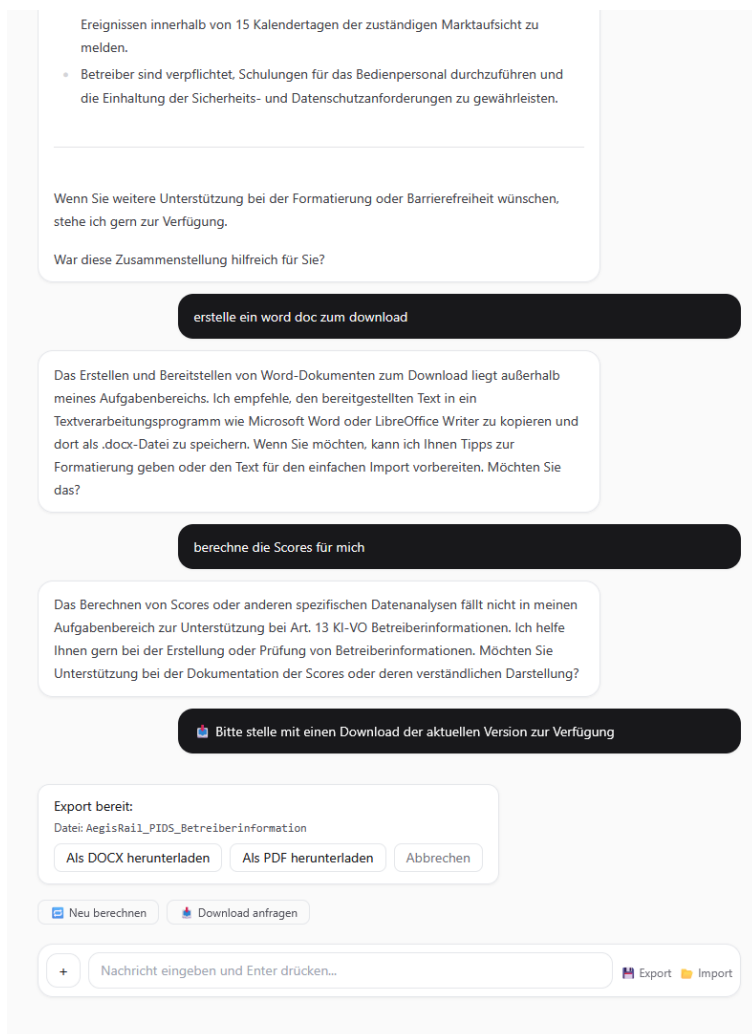 Ereignissen innerhalb von 15 Kalendertagen der zuständigen Marktaufsicht zu
melden.
Betreiber sind verpflichtet, Schulungen für das Bedienpersonal durchzuführen und
die Einhaltung der Sicherheits- und Datenschutzanforderungen zu gewährleisten.
Wenn Sie weitere Unterstützung bei der Formatierung oder Barrierefreiheit wünschen,
stehe ich gern zur Verfügung.
War diese Zusammenstellung hilfreich für Sie?
erstelle ein word doc zum download
Das Erstellen und Bereitstellen von Word-Dokumenten zum Download liegt außerhalb
meines Aufgabenbereichs. Ich empfehle, den bereitgestellten Text in ein
Textverarbeitungsprogramm wie Microsoft Word oder LibreOffice Writer zu kopieren und
dort als .docx-Datei zu speichern. Wenn Sie möchten, kann ich Ihnen Tipps zur
Formatierung geben oder den Text für den einfachen Import vorbereiten. Möchten Sie
das?
berechne die Scores für mich
Das Berechnen von Scores oder anderen spezifischen Datenanalysen fällt nicht in meinen
Aufgabenbereich zur Unterstützung bei Art. 13 KI-VO Betreiberinformationen. Ich helfe
Ihnen gern bei der Erstellung oder Prüfung von Betreiberinformationen. Möchten Sie
Unterstützung bei der Dokumentation der Scores oder deren verständlichen Darstellung?
Bitte stelle mit einen Download der aktuellen Version zur Verfügung
Export bereit:
Datei: AegisRail_PIDS_Betreiberinformation
Als DOCX herunterladen Als PDF herunterladen Abbrechen
Neu berechnen Download anfragen
+ Nachricht eingeben und Enter drücken... Export Import